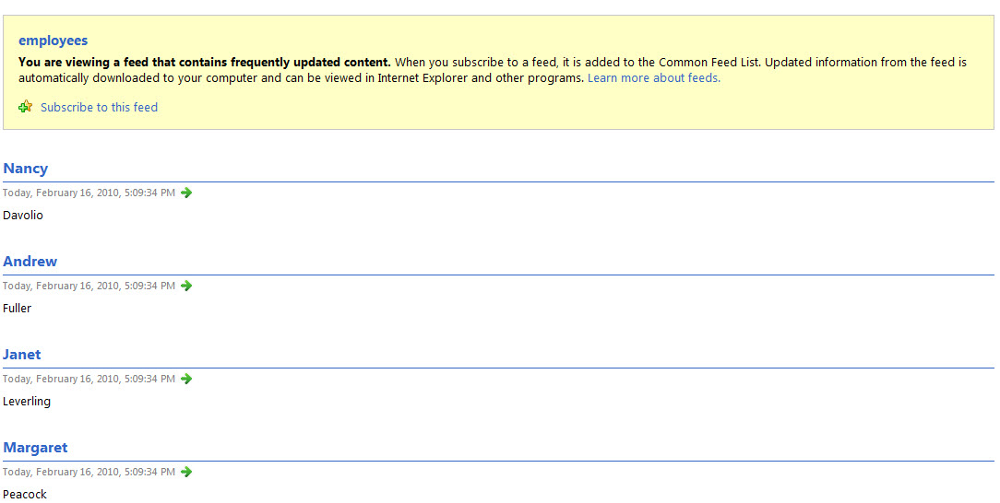 employees
You are viewing a feed that contains frequently updated content. When you subscribe to a feed, it is added to the Common Feed List. Updated information from the feed is
automatically downloaded to your computer and can be viewed in Internet Explorer and other programs. Learn more about feeds.
Subscribe to this feed
Nancy
Today, February 16, 2010, 5:09:34 PM
Davolio
Andrew
Today, February 16, 2010, 5:09:34 PM
Fuller
Janet
Today, February 16, 2010, 5:09:34 PM
Leverling
Margaret
Today, February 16, 2010, 5:09:34 PM
Peacock